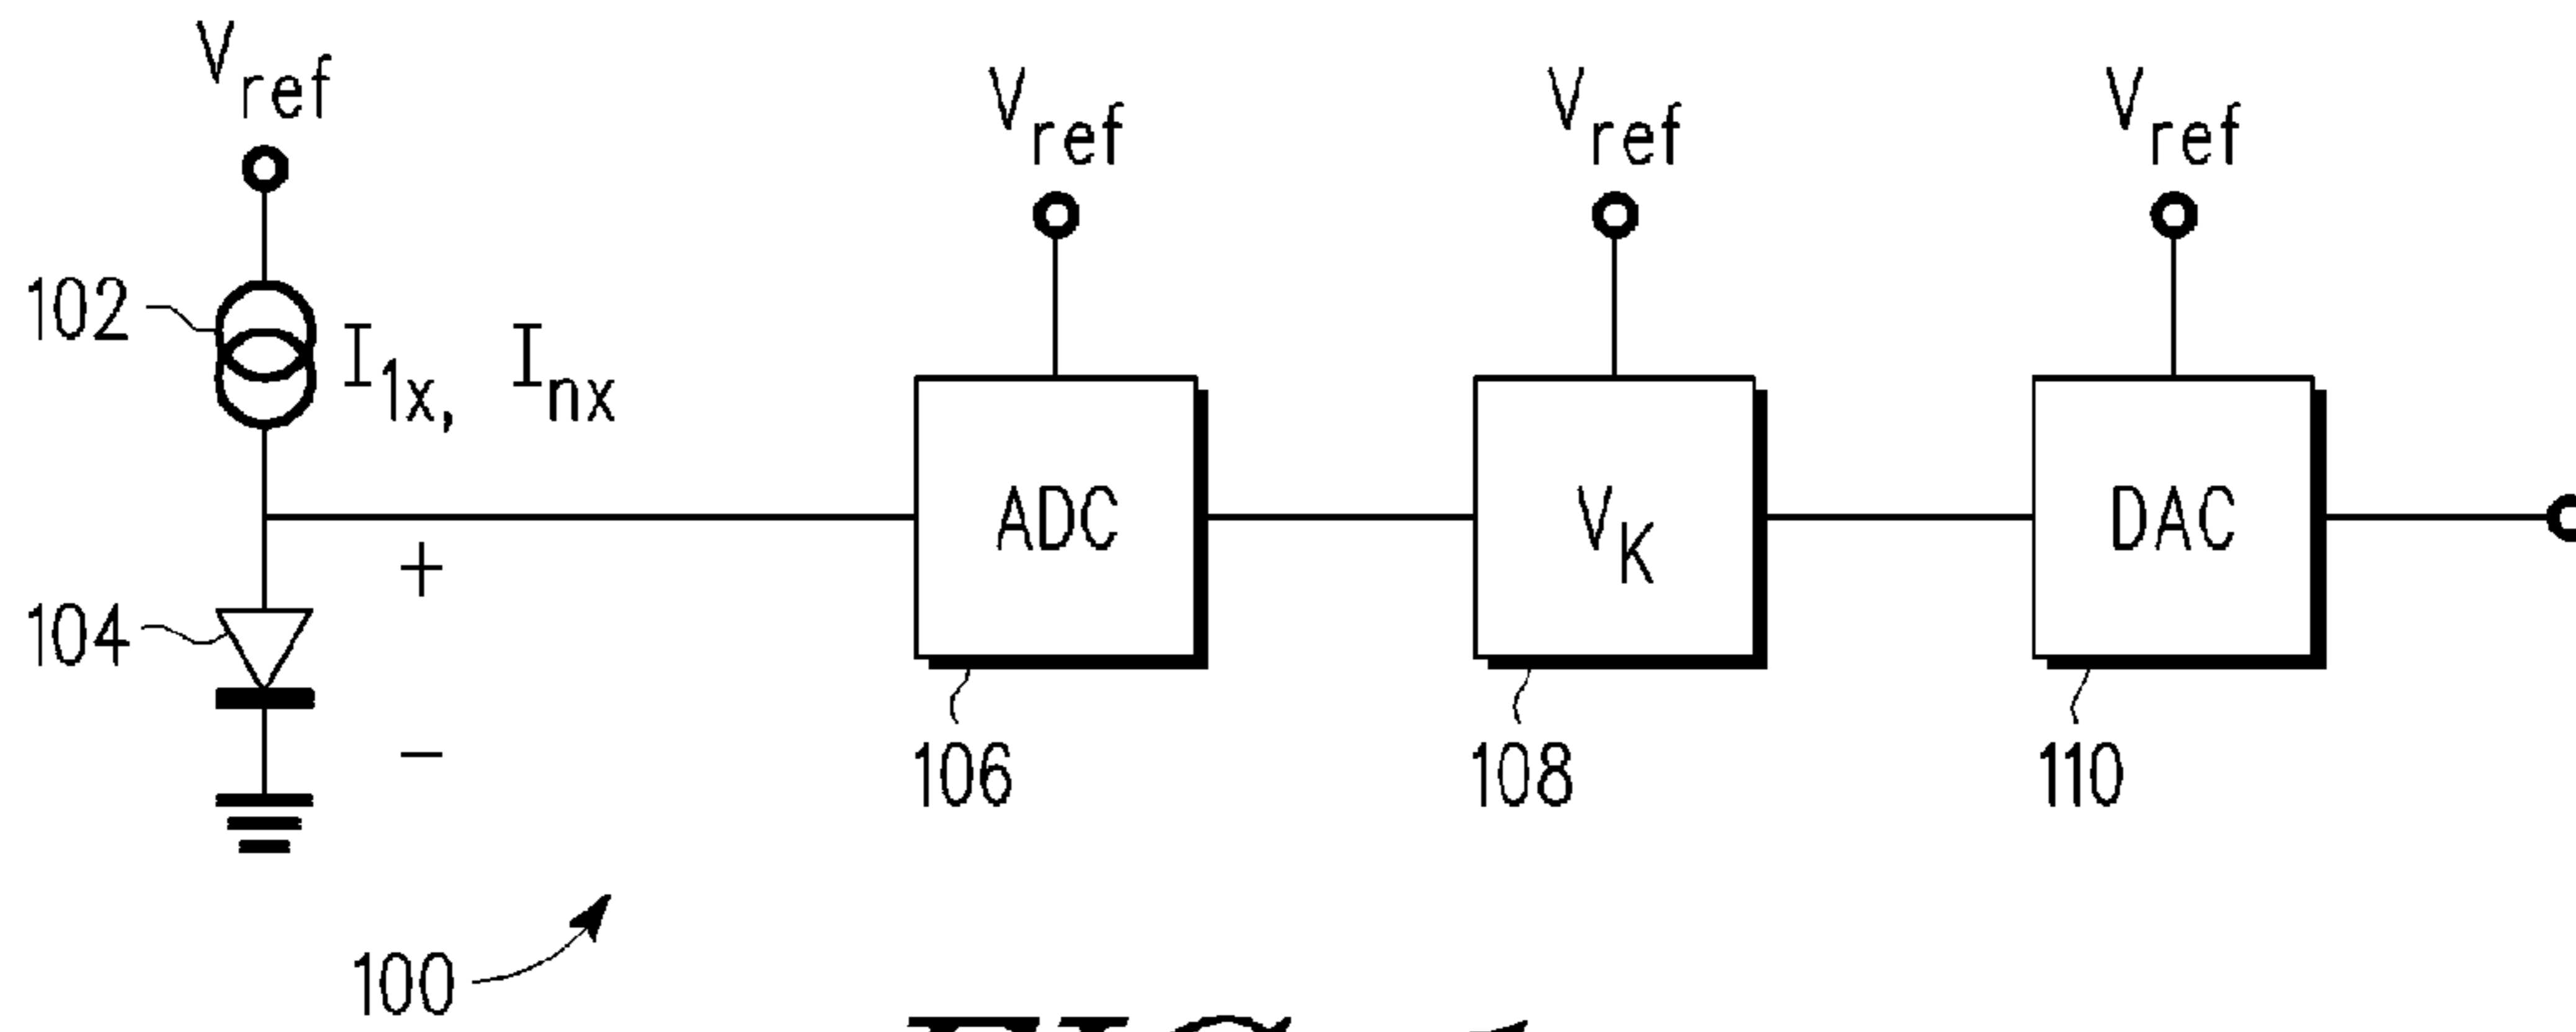 Vref
Vref
Vref
Vref
102
I1x, Inx
ADC
VK
DAC
+
104
−
106
108
110
100